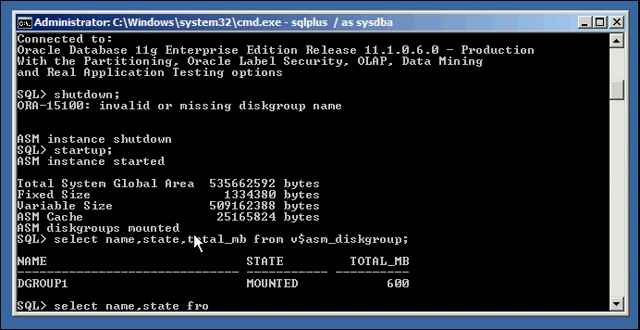 Administrator: C:\Windows\system32\cmd.exe - sqlplus / as sysdba
Connected to:
Oracle Database 11g Enterprise Edition Release 11.1.0.6.0 - Production
With the Partitioning, Oracle Label Security, OLAP, Data Mining
and Real Application Testing options
SQL> shutdown;
ORA-15100: invalid or missing diskgroup name
ASM instance shutdown
SQL> startup;
ASM instance started
Total System Global Area 535662592 bytes
Fixed Size 1334380 bytes
Variable Size 509162388 bytes
ASM Cache 25165824 bytes
ASM diskgroups mounted
SQL> select name,state,total_mb from v$asm_diskgroup;
NAME STATE TOTAL_MB
------------------------------ ----------- ----------
DGROUP1 MOUNTED 600
SQL> select name,state fro